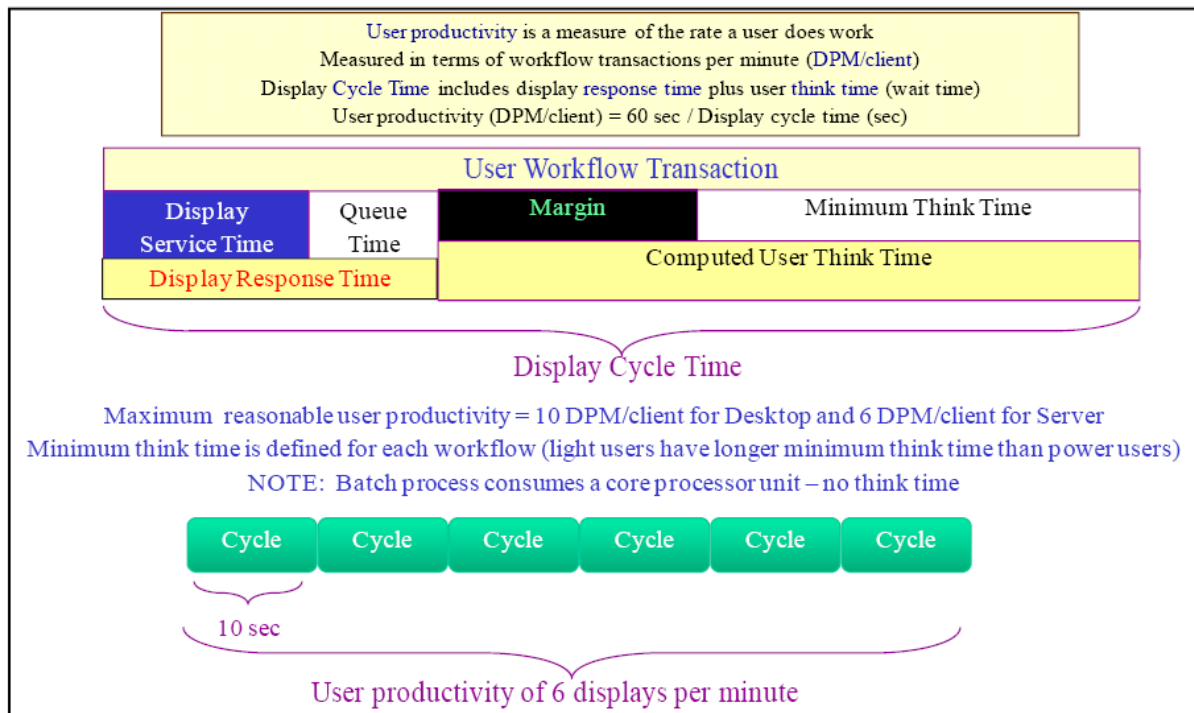 User productivity is a measure of the rate a user does work
Measured in terms of workflow transactions per minute (DPM/client)
Display Cycle Time includes display response time plus user think time (wait time)
User productivity (DPM/client) = 60 sec / Display cycle time (sec)
User Workflow Transaction
Display
Service Time
Queue
Time
Margin
Minimum Think Time
Display Response Time
Computed User Think Time
Display Cycle Time
Maximum reasonable user productivity = 10 DPM/client for Desktop and 6 DPM/client for Server
Minimum think time is defined for each workflow (light users have longer minimum think time than power users)
NOTE: Batch process consumes a core processor unit – no think time
Cycle Cycle Cycle Cycle Cycle Cycle
10 sec
User productivity of 6 displays per minute